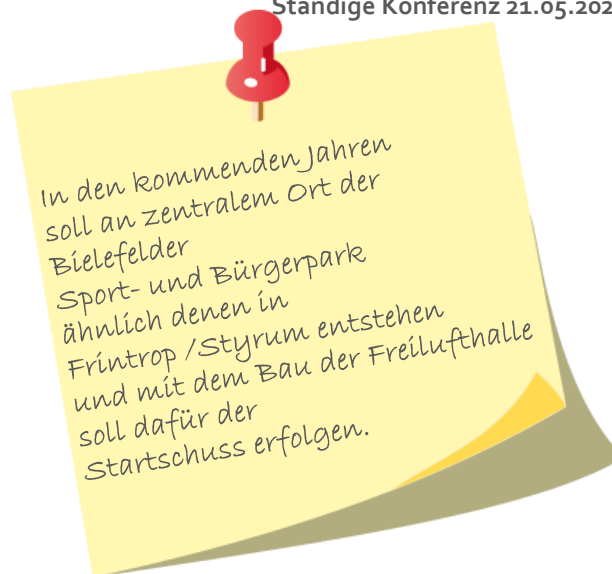 Ständige Konferenz 21.05.202
In den kommenden Jahren
soll an zentralem Ort der
Bielefelder
Sport- und Bürgerpark
ähnlich denen in
Frintrop /Styrum entstehen
und mit dem Bau der Freilufthalle
soll dafür der
Startschuss erfolgen.